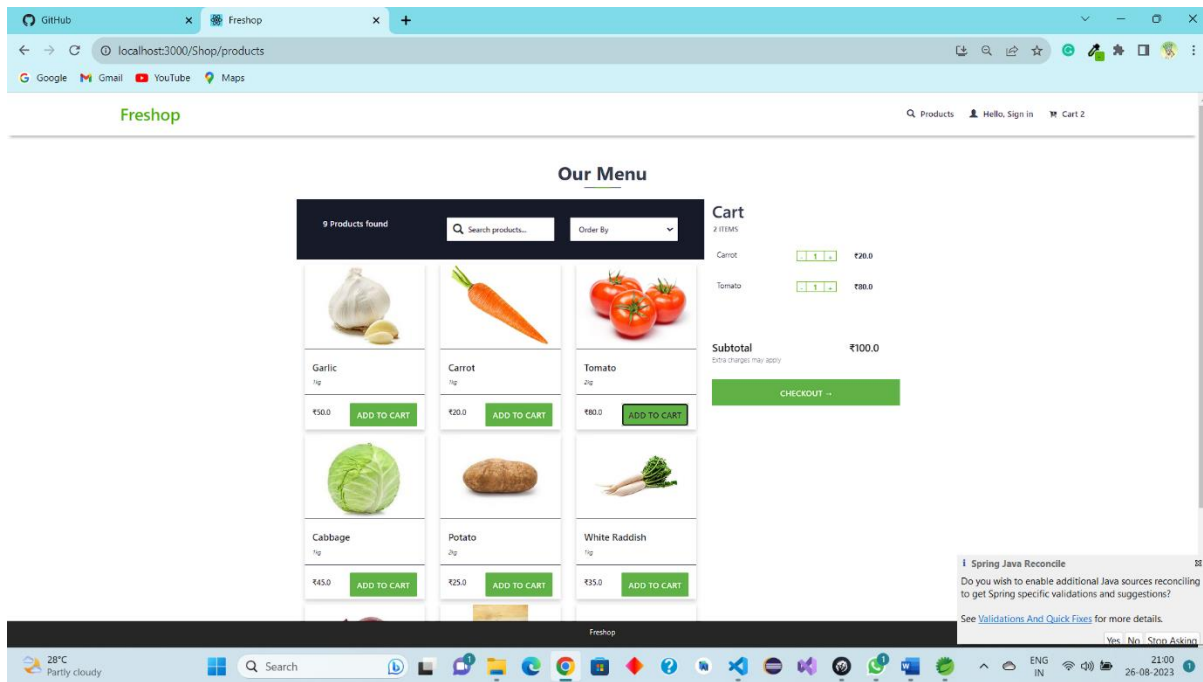 GitHub
Freshop
localhost:3000/Shop/products
Google Gmail YouTube Maps
Freshop
Products Hello, Sign in Cart 2
Our Menu
9 Products found Search products... Order By
Cart
2 ITEMS
Carrot - 1 + ₹20.0
Tomato - 1 + ₹80.0
Subtotal ₹100.0
Extra charges may apply
CHECKOUT →
Garlic
1kg
₹50.0 ADD TO CART
Carrot
1kg
₹20.0 ADD TO CART
Tomato
2kg
₹80.0 ADD TO CART
Cabbage
1kg
₹45.0 ADD TO CART
Potato
2kg
₹25.0 ADD TO CART
White Raddish
1kg
₹35.0 ADD TO CART
Freshop
Spring Java Reconcile
Do you wish to enable additional Java sources reconciling
to get Spring specific validations and suggestions?
See Validations And Quick Fixes for more details.
Yes No Stop Asking
28°C
Partly cloudy
Search
ENG
IN
21:00
26-08-2023
1